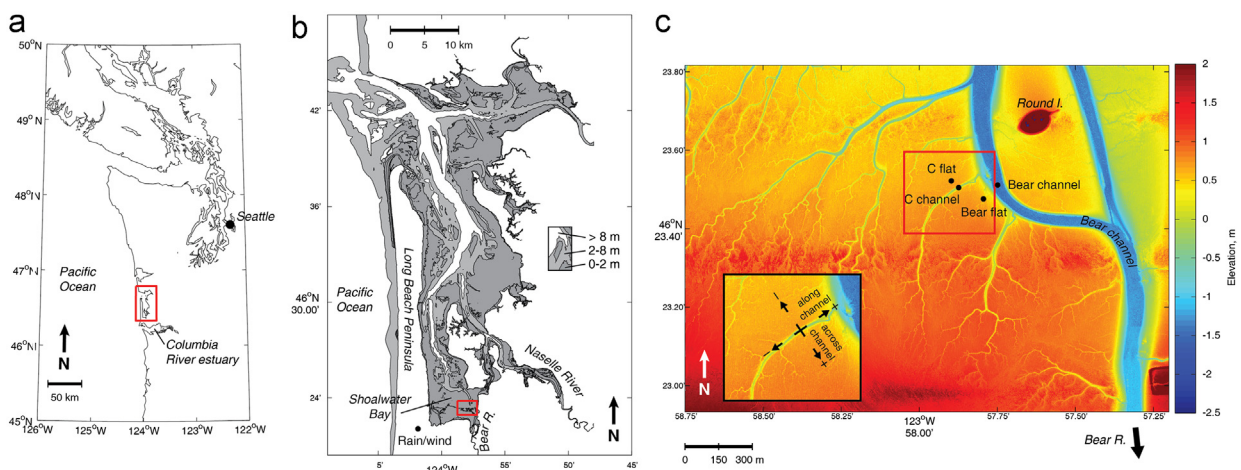 a
50°N
49°N
48°N
47°N
46°N
45°N
126°W
125°W
124°W
123°W
122°W
Seattle
Pacific
Ocean
Columbia
River estuary
N
50 km
b
0 5 10 km
42'
36'
46°N
30.00'
24'
> 8 m
2-8 m
0-2 m
Long Beach Peninsula
Pacific
Ocean
Naselle River
Shoalwater
Bay
Bear R.
Rain/wind
N
5'
124°W
55'
50'
45'
c
23.80'
23.60'
46°N
23.40'
23.20'
23.00'
Round I.
C flat
C channel
Bear channel
Bear flat
Bear channel
along
channel
across
channel
– + – +
N
58.75'
58.50'
58.25'
123°W
58.00'
57.75'
57.50'
57.25'
0 150 300 m
Bear R.
2
1.5
1
0.5
0
-0.5
-1
-1.5
-2
-2.5
Elevation, m